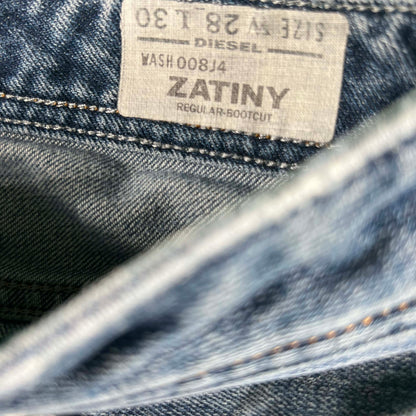 SIZE W 28 L 30
DIESEL
WASH 008J4
ZATINY
REGULAR-BOOTCUT